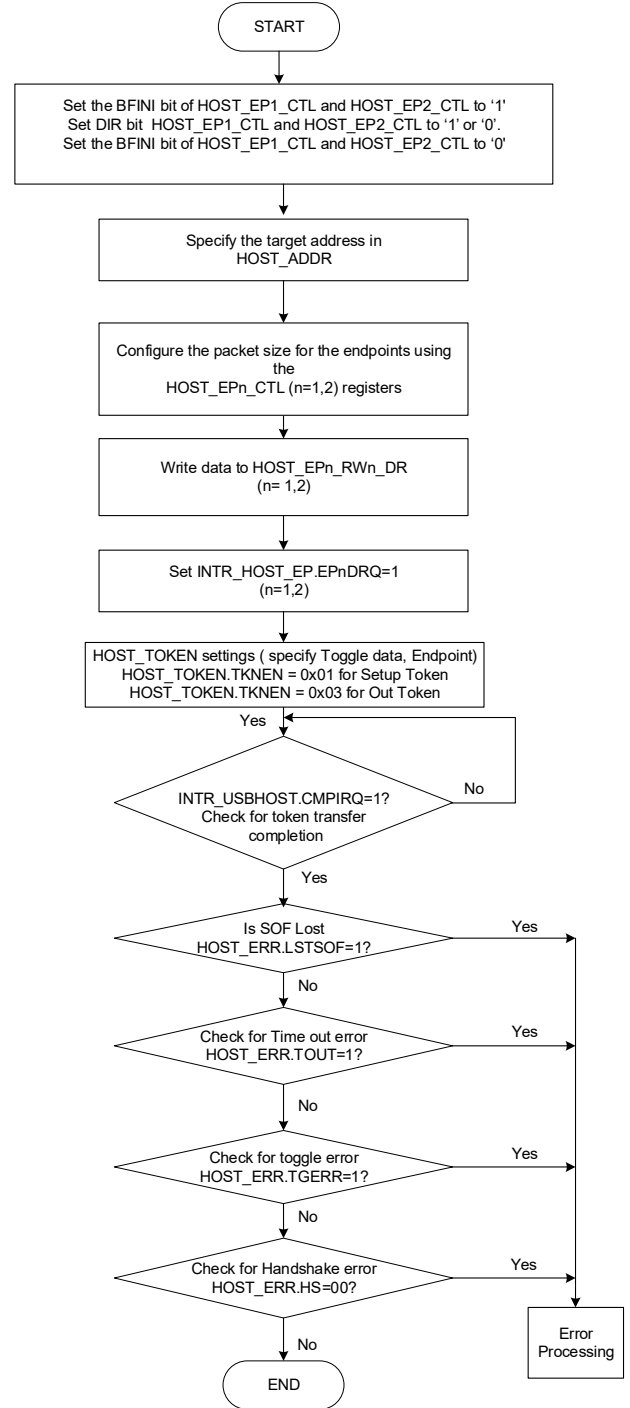 START
Set the BFINI bit of HOST_EP1_CTL and HOST_EP2_CTL to ‘1'
Set DIR bit HOST_EP1_CTL and HOST_EP2_CTL to ‘1’ or ‘0’.
Set the BFINI bit of HOST_EP1_CTL and HOST_EP2_CTL to ‘0'
Specify the target address in
HOST_ADDR
Configure the packet size for the endpoints using
the
HOST_EPn_CTL (n=1,2) registers
Write data to HOST_EPn_RWn_DR
(n= 1,2)
Set INTR_HOST_EP.EPnDRQ=1
(n=1,2)
HOST_TOKEN settings ( specify Toggle data, Endpoint)
HOST_TOKEN.TKNEN = 0x01 for Setup Token
HOST_TOKEN.TKNEN = 0x03 for Out Token
Yes
INTR_USBHOST.CMPIRQ=1?
Check for token transfer
completion
No
Yes
Is SOF Lost
HOST_ERR.LSTSOF=1?
Yes
No
Check for Time out error
HOST_ERR.TOUT=1?
Yes
No
Check for toggle error
HOST_ERR.TGERR=1?
Yes
No
Check for Handshake error
HOST_ERR.HS=00?
Yes
No
Error
Processing
END